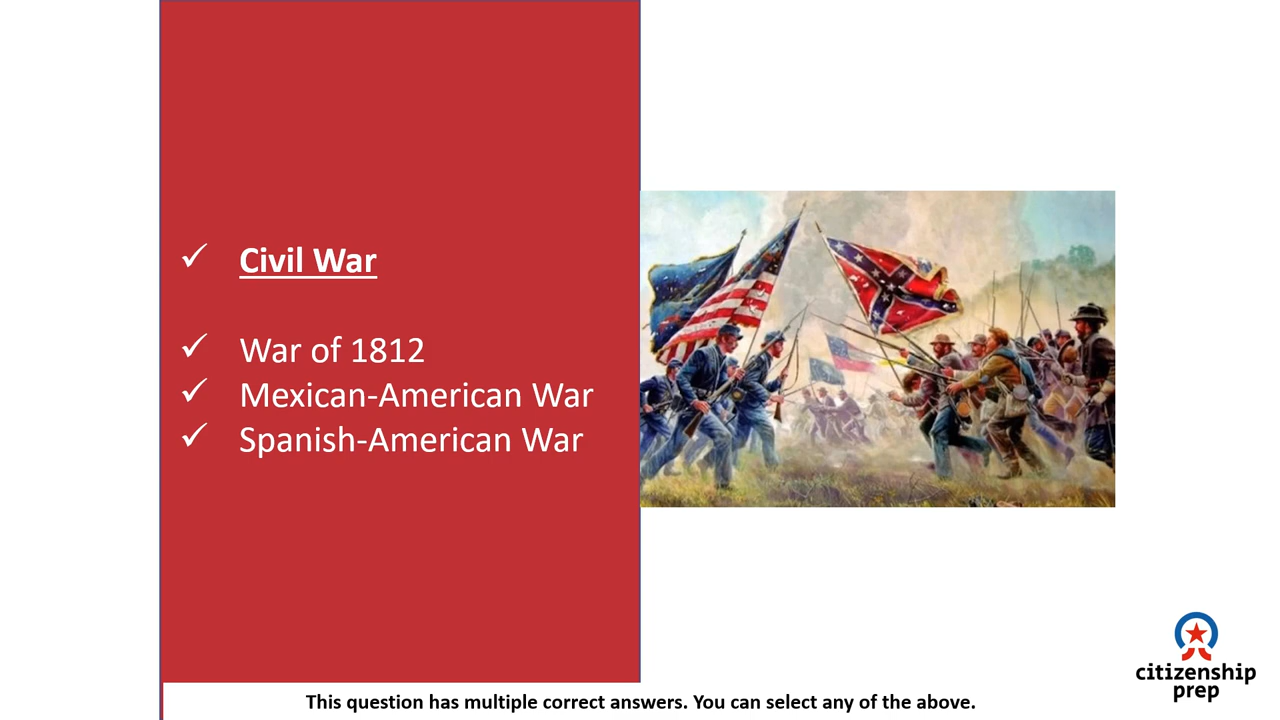 ✓ Civil War
✓ War of 1812
✓ Mexican-American War
✓ Spanish-American War
This question has multiple correct answers. You can select any of the above.
citizenship
prep